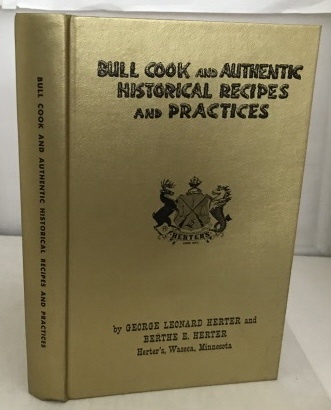 BULL COOK AND AUTHENTIC HISTORICAL RECIPES AND PRACTICES
BULL COOK AND AUTHENTIC
HISTORICAL RECIPES
AND PRACTICES
HERTER'S
by GEORGE LEONARD HERTER and
BERTHE E. HERTER
Herter's, Waseca, Minnesota